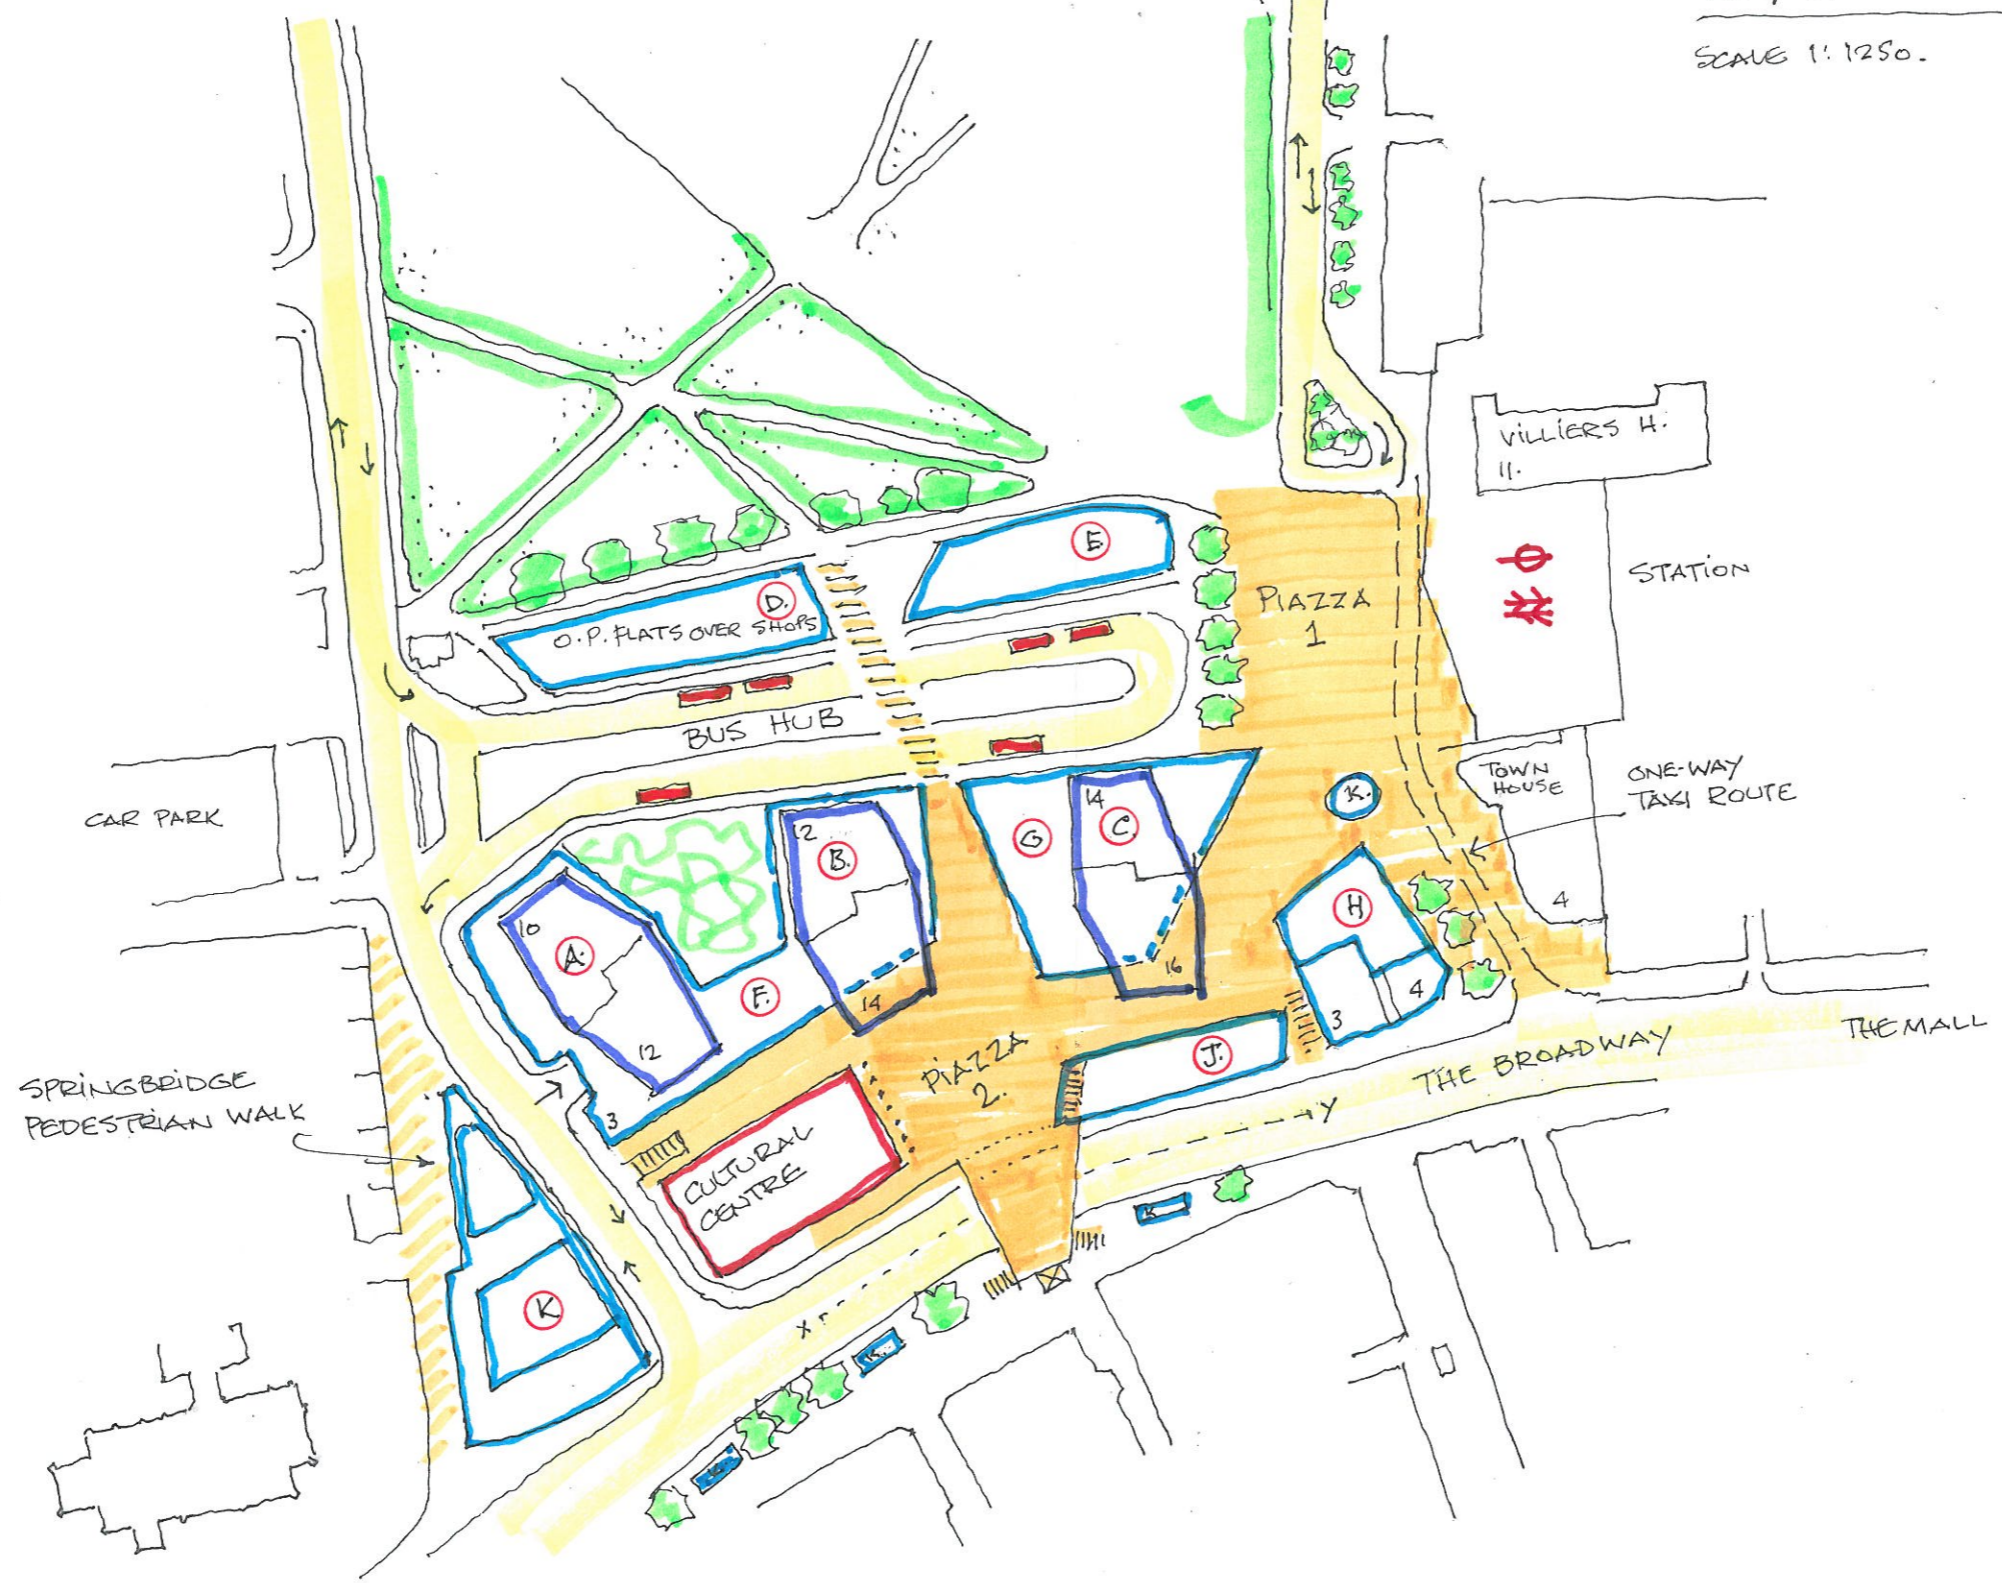 SCALE 1:1250.
VILLIERS H.
11.
E.
STATION
D.
O.P. FLATS OVER SHOPS
PIAZZA
1
BUS HUB
TOWN
HOUSE
ONE-WAY
TAXI ROUTE
CAR PARK
14
K.
12
B.
G
C
10
A.
H
4
F.
16
14
12
3
4
J.
PIAZZA
2.
THE BROADWAY
THE MALL
SPRINGBRIDGE
PEDESTRIAN WALK
3
Y
CULTURAL
CENTRE
K
X
K.